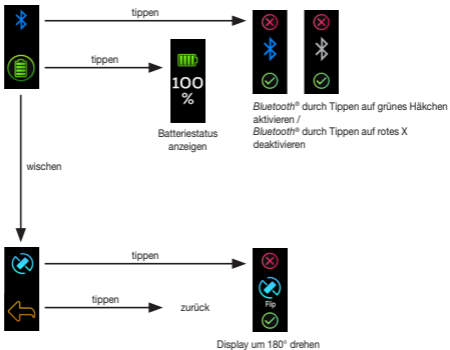 tippen
tippen
100
%
Batteriestatus
anzeigen
Bluetooth® durch Tippen auf grünes Häkchen
aktivieren /
Bluetooth® durch Tippen auf rotes X
deaktivieren
wischen
tippen
tippen
zurück
Flip
Display um 180° drehen